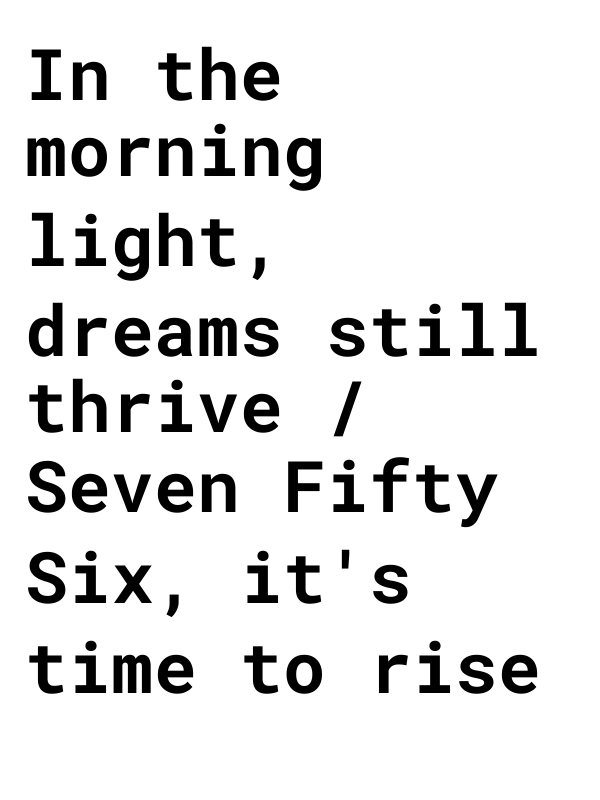 In the
morning
light,
dreams still
thrive /
Seven Fifty
Six, it's
time to rise